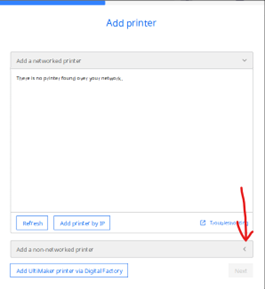 Add printer
Add a networked printer
There is no printer found over your network.
Refresh
Add printer by IP
Troubleshooting
Add a non-networked printer
Add UltiMaker printer via Digital Factory
Next